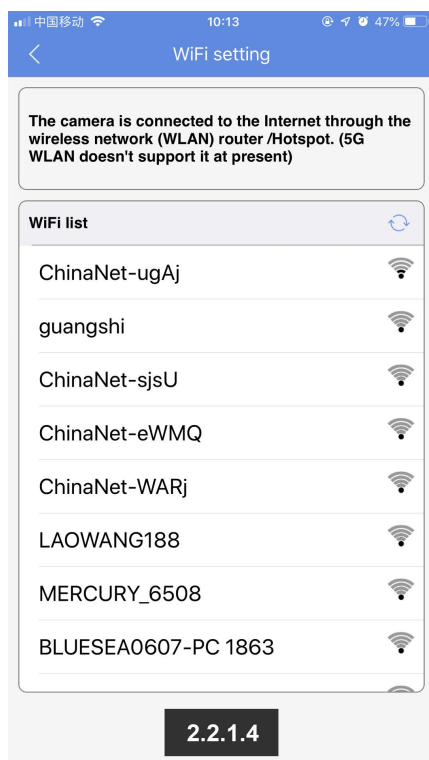 中国移动 10:13 47%
WiFi setting
The camera is connected to the Internet through the
wireless network (WLAN) router /Hotspot. (5G
WLAN doesn't support it at present)
WiFi list
ChinaNet-ugAj
guangshi
ChinaNet-sjsU
ChinaNet-eWMQ
ChinaNet-WARj
LAOWANG188
MERCURY_6508
BLUESEA0607-PC 1863
2.2.1.4